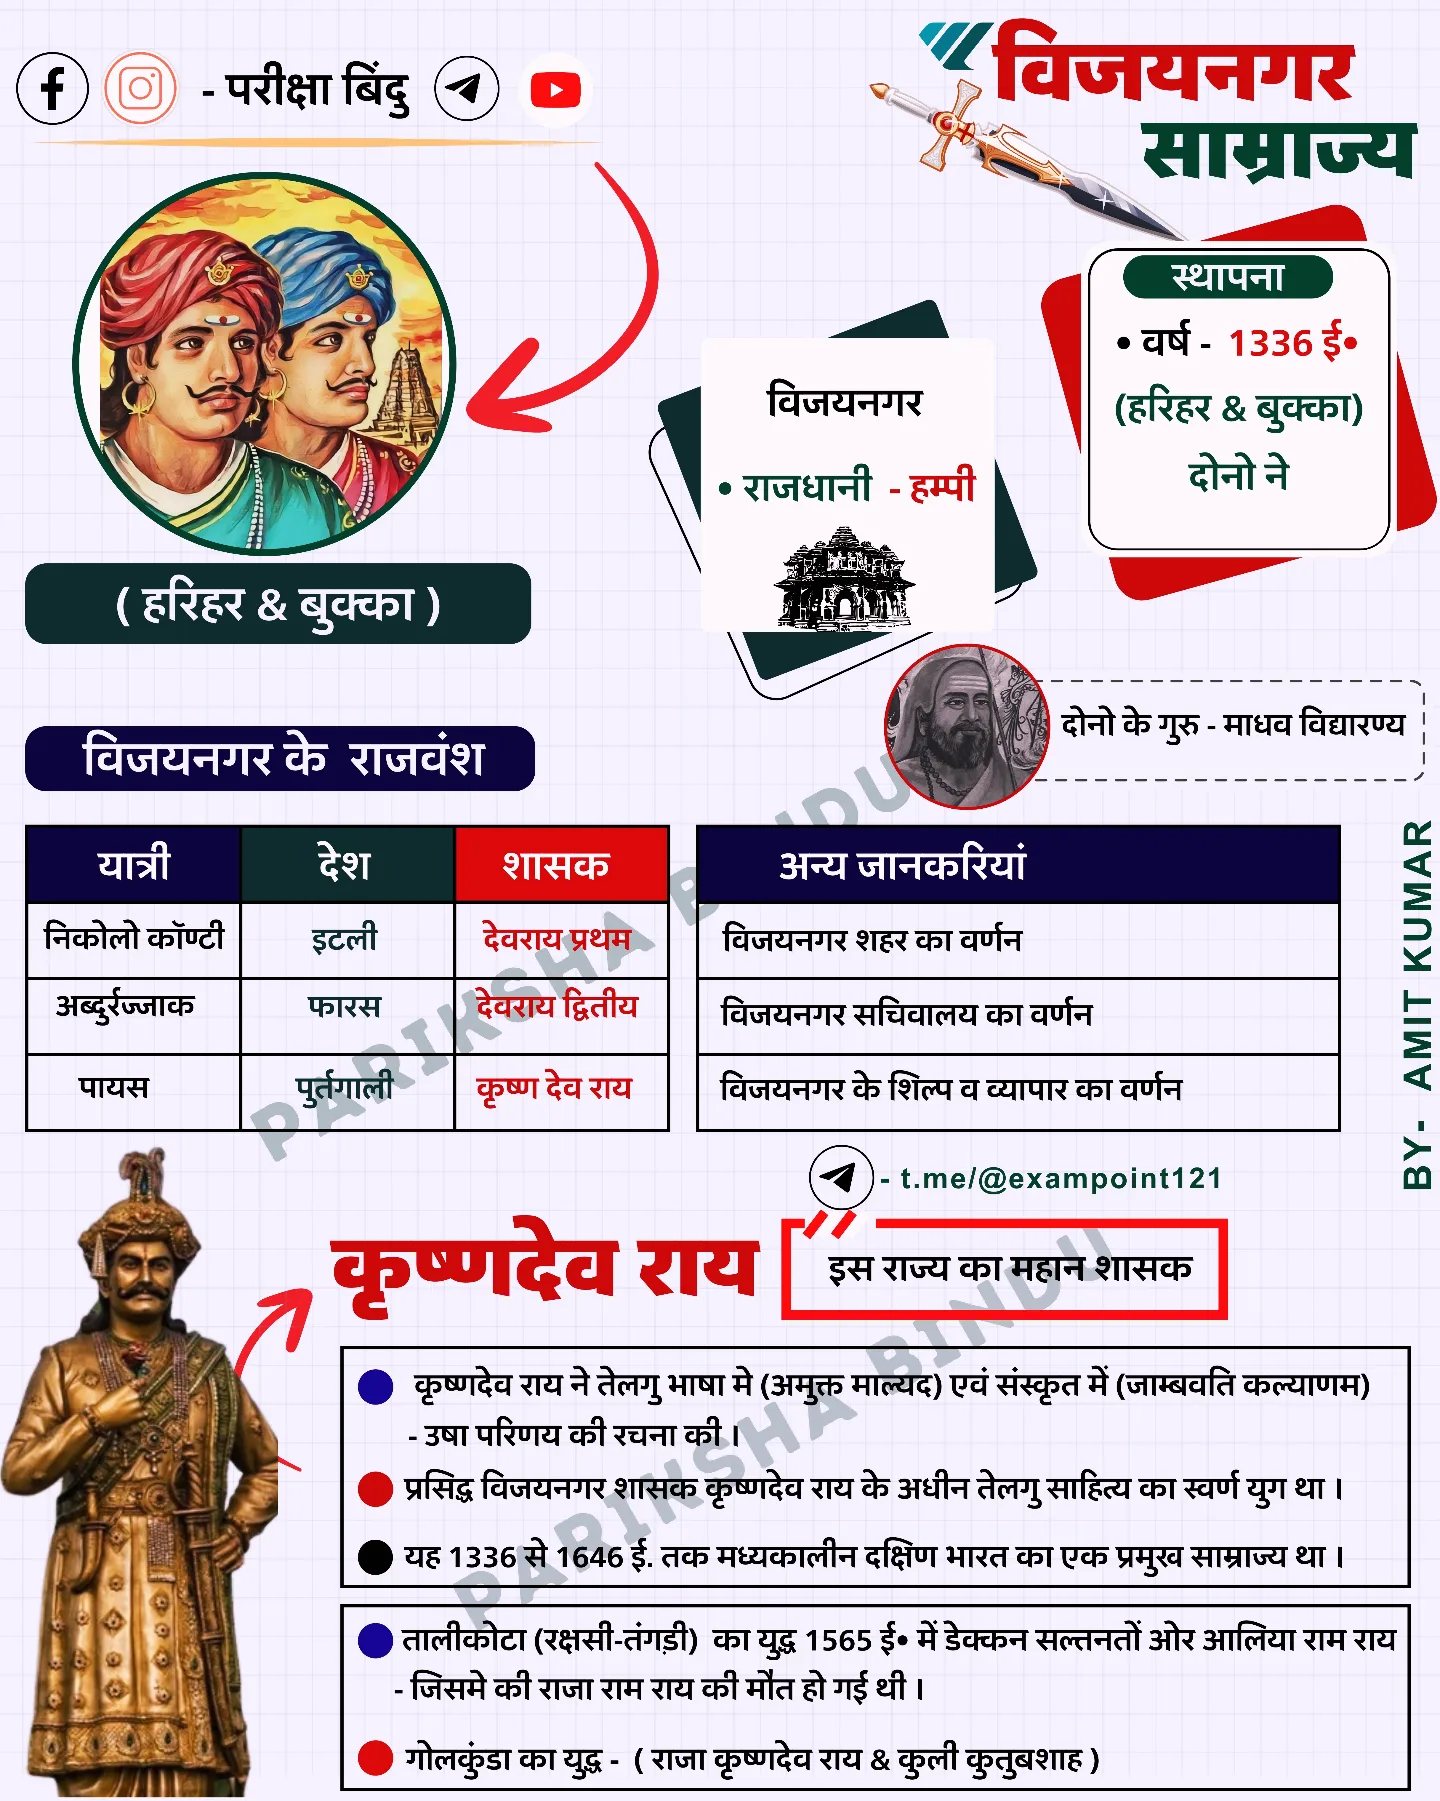 - परीक्षा बिंदु
विजयनगर
साम्राज्य
स्थापना
• वर्ष - 1336 ई•
(हरिहर & बुक्का)
दोनो ने
विजयनगर
• राजधानी - हम्पी
( हरिहर & बुक्का )
दोनो के गुरु - माधव विद्यारण्य
विजयनगर के राजवंश
यात्री देश शासक अन्य जानकरियां
निकोलो कॉण्टी इटली देवराय प्रथम विजयनगर शहर का वर्णन
अब्दुर्रज्जाक फारस देवराय द्वितीय विजयनगर सचिवालय का वर्णन
पायस पुर्तगाली कृष्ण देव राय विजयनगर के शिल्प व व्यापार का वर्णन
PARIKSHA BINDU
BY- AMIT KUMAR
- t.me/@exampoint121
कृष्णदेव राय
इस राज्य का महान शासक
कृष्णदेव राय ने तेलगु भाषा मे (अमुक्त माल्यद) एवं संस्कृत में (जाम्बवति कल्याणम)
- उषा परिणय की रचना की ।
प्रसिद्ध विजयनगर शासक कृष्णदेव राय के अधीन तेलगु साहित्य का स्वर्ण युग था ।
यह 1336 से 1646 ई. तक मध्यकालीन दक्षिण भारत का एक प्रमुख साम्राज्य था ।
PARIKSHA BINDU
तालीकोटा (रक्षसी-तंगड़ी) का युद्ध 1565 ई• में डेक्कन सल्तनतों ओर आलिया राम राय
- जिसमे की राजा राम राय की मौत हो गई थी ।
गोलकुंडा का युद्ध - ( राजा कृष्णदेव राय & कुली कुतुबशाह )